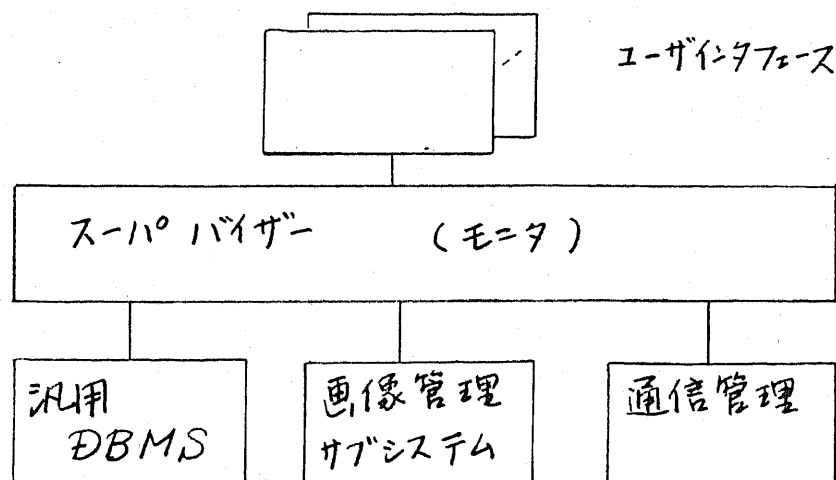 ユーザインタフェース
スーパバイザー （モニタ）
汎用
DBMS
画像管理
サブシステム
通信管理